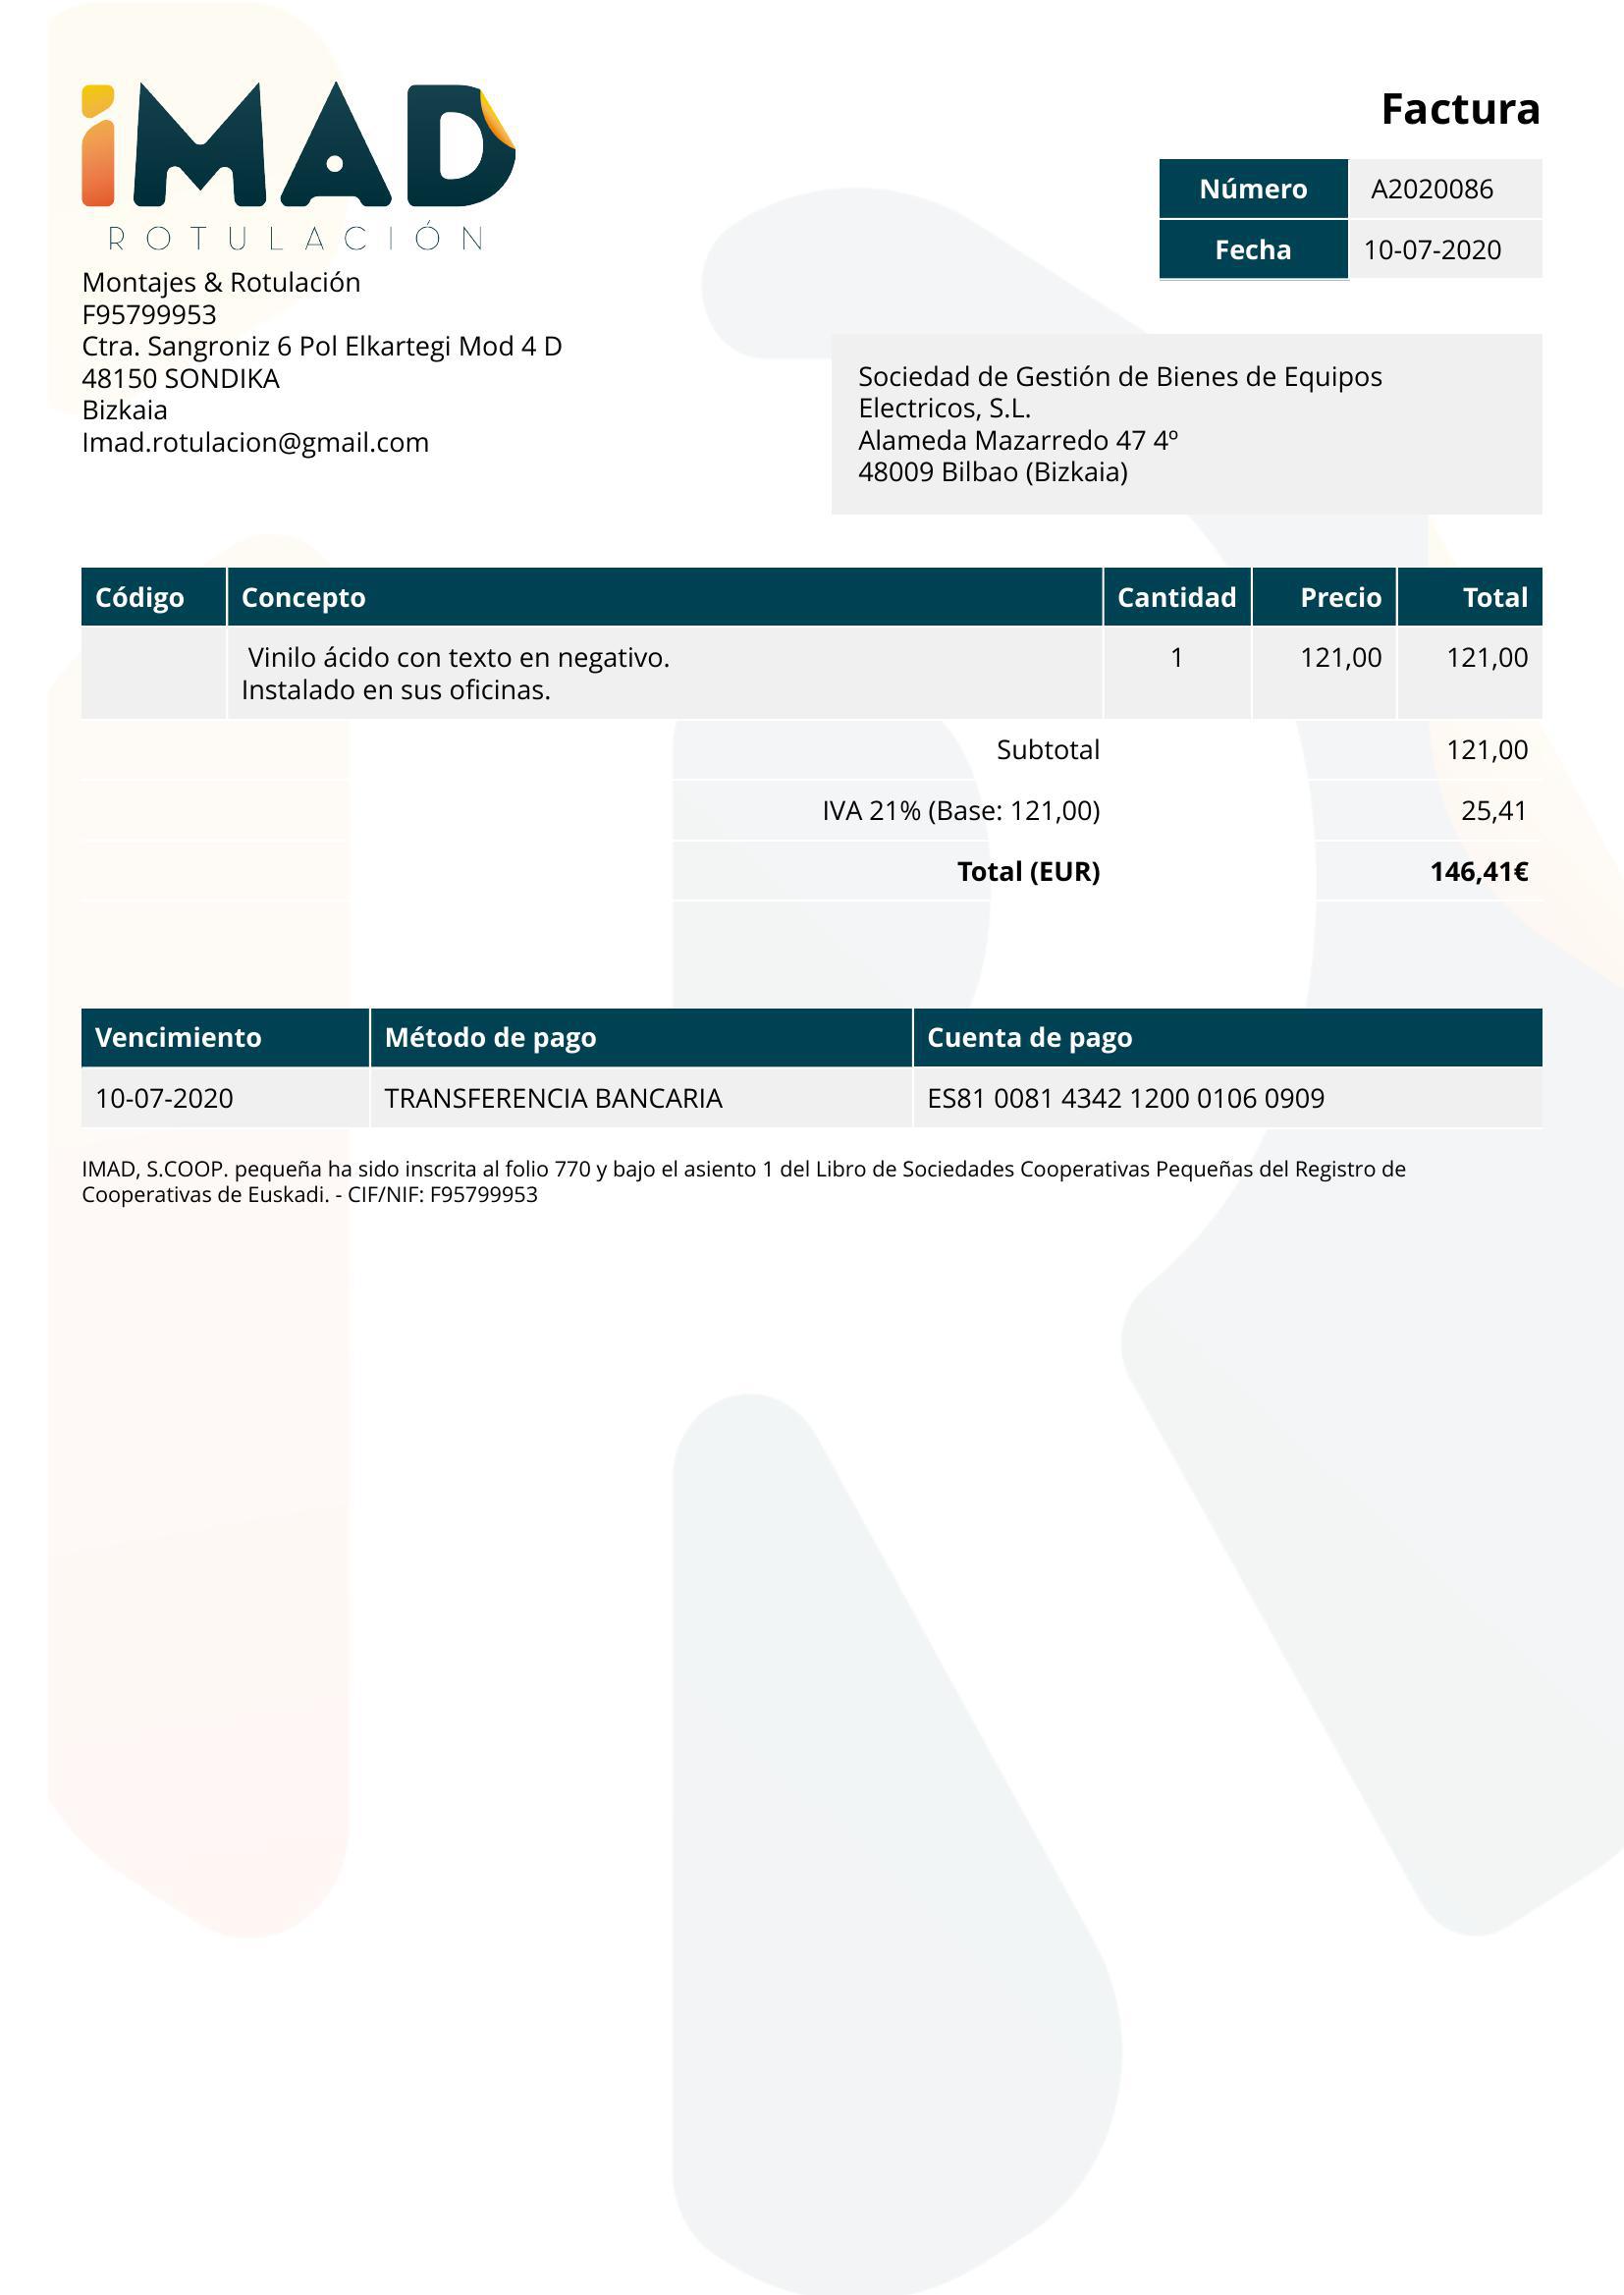 iMAD
ROTULACIÓN
Montajes & Rotulación
F95799953
Ctra. Sangroniz 6 Pol Elkartegi Mod 4 D
48150 SONDIKA
Bizkaia
Imad.rotulacion@gmail.com
Factura
Número A2020086
Fecha 10-07-2020
Sociedad de Gestión de Bienes de Equipos
Electricos, S.L.
Alameda Mazarredo 47 4º
48009 Bilbao (Bizkaia)
Código Concepto Cantidad Precio Total
Vinilo ácido con texto en negativo. 1 121,00 121,00
Instalado en sus oficinas.
Subtotal 121,00
IVA 21% (Base: 121,00) 25,41
Total (EUR) 146,41€
Vencimiento Método de pago Cuenta de pago
10-07-2020 TRANSFERENCIA BANCARIA ES81 0081 4342 1200 0106 0909
IMAD, S.COOP. pequeña ha sido inscrita al folio 770 y bajo el asiento 1 del Libro de Sociedades Cooperativas Pequeñas del Registro de
Cooperativas de Euskadi. - CIF/NIF: F95799953